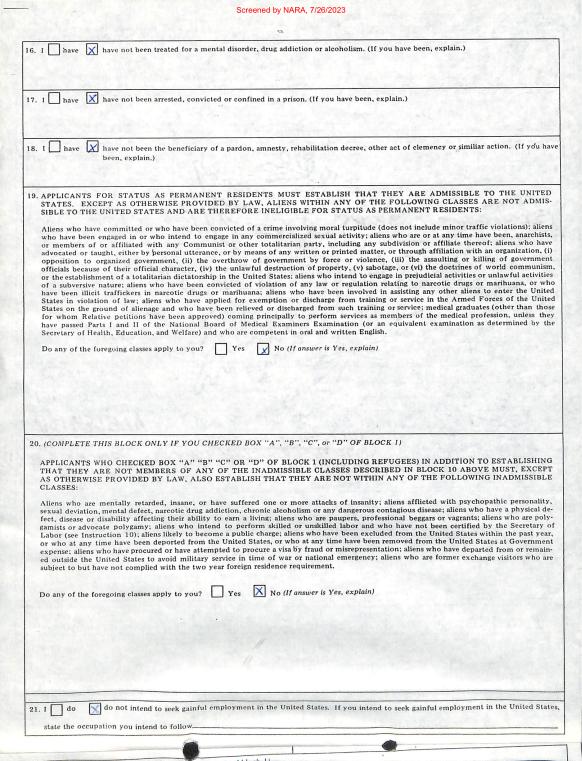 Screened by NARA, 7/26/2023
16. I have X have not been treated for a mental disorder, drug addiction or alcoholism. (If you have been, explain.)
17. I have X have not been arrested, convicted or confined in a prison. (If you have been, explain.)
18. I have X have not been the beneficiary of a pardon, amnesty, rehabilitation decree, other act of clemency or similiar action. (If you have
been, explain.)
19. APPLICANTS FOR STATUS AS PERMANENT RESIDENTS MUST ESTABLISH THAT THEY ARE ADMISSIBLE TO THE UNITED
STATES. EXCEPT AS OTHERWISE PROVIDED BY LAW, ALIENS WITHIN ANY OF THE FOLLOWING CLASSES ARE NOT ADMIS-
SIBLE TO THE UNITED STATES AND ARE THEREFORE INELIGIBLE FOR STATUS AS PERMANENT RESIDENTS:
Aliens who have committed or who have been convicted of a crime involving moral turpitude (does not include minor traffic violations); aliens
who have been engaged in or who intend to engage in any commercialized sexual activity; aliens who are or at any time have been, anarchists,
or members of or affiliated with any Communist or other totalitarian party, including any subdivision or affiliate thereof; aliens who have
advocated or taught, either by personal utterance, or by means of any written or printed matter, or through affiliation with an organization, (i)
opposition to organized government, (ii) the overthrow of government by force or violence, (iii) the assaulting or killing of government
officials because of their official character, (iv) the unlawful destruction of property, (v) sabotage, or (vi) the doctrines of world communism,
or the establishment of a totalitarian dictatorship in the United States; aliens who intend to engage in prejudicial activities or unlawful activities
of a subversive nature; aliens who have been convicted of violation of any law or regulation relating to narcotic drugs or marihuana, or who
have been illicit traffickers in narcotic drugs or marihuana; aliens who have been involved in assisting any other aliens to enter the United
States in violation of law; aliens who have applied for exemption or discharge from training or service in the Armed Forces of the United
States on the ground of alienage and who have been relieved or discharged from such training or service; medical graduates (other than those
for whom Relative petitions have been approved) coming principally to perform services as members of the medical profession, unless they
have passed Parts I and II of the National Board of Medical Examiners Examination (or an equivalent examination as determined by the
Secretary of Health, Education, and Welfare) and who are competent in oral and written English.
Do any of the foregoing classes apply to you? Yes X No (If answer is Yes, explain)
20. (COMPLETE THIS BLOCK ONLY IF YOU CHECKED BOX "A", "B", "C", or "D" OF BLOCK 1)
APPLICANTS WHO CHECKED BOX "A" "B" "C" OR "D" OF BLOCK 1 (INCLUDING REFUGEES) IN ADDITION TO ESTABLISHING
THAT THEY ARE NOT MEMBERS OF ANY OF THE INADMISSIBLE CLASSES DESCRIBED IN BLOCK 10 ABOVE MUST, EXCEPT
AS OTHERWISE PROVIDED BY LAW, ALSO ESTABLISH THAT THEY ARE NOT WITHIN ANY OF THE FOLLOWING INADMISSIBLE
CLASSES:
Aliens who are mentally retarded, insane, or have suffered one or more attacks of insanity; aliens afflicted with psychopathic personality,
sexual deviation, mental defect, narcotic drug addiction, chronic alcoholism or any dangerous contagious disease; aliens who have a physical de-
fect, disease or disability affecting their ability to earn a living; aliens who are paupers, professional beggars or vagrants; aliens who are poly-
gamists or advocate polygamy; aliens who intend to perform skilled or unskilled labor and who have not been certified by the Secretary of
Labor (see Instruction 10); aliens likely to become a public charge; aliens who have been excluded from the United States within the past year,
or who at any time have been deported from the United States, or who at any time have been removed from the United States at Government
expense; aliens who have procured or have attempted to procure a visa by fraud or misrepresentation; aliens who have departed from or remain-
ed outside the United States to avoid military service in time of war or national emergency; aliens who are former exchange visitors who are
subject to but have not complied with the two year foreign residence requirement.
Do any of the foregoing classes apply to you? Yes X No (If answer is Yes, explain)
21. I do X do not intend to seek gainful employment in the United States. If you intend to seek gainful employment in the United States,
state the occupation you intend to follow